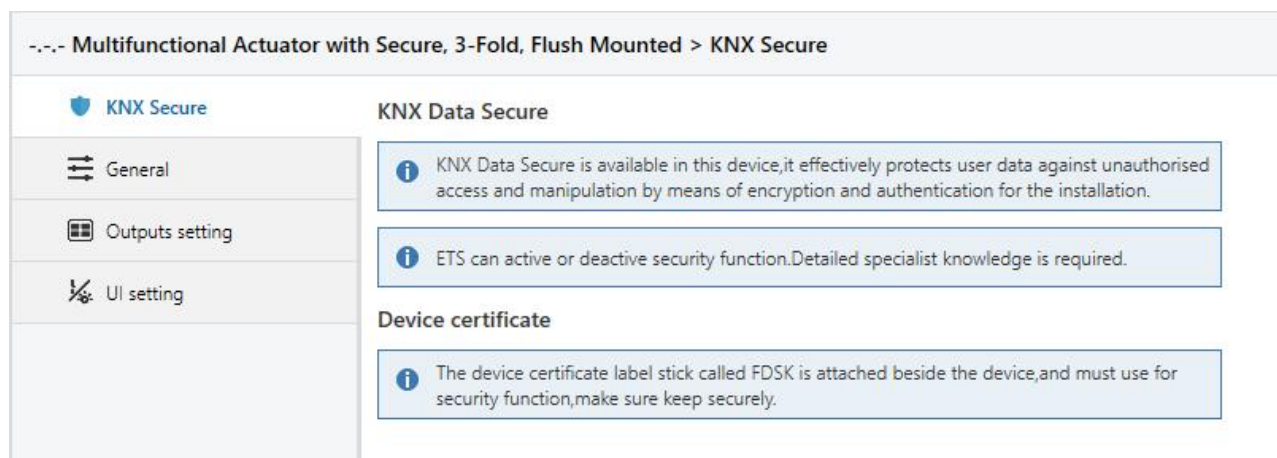 -.-.- Multifunctional Actuator with Secure, 3-Fold, Flush Mounted > KNX Secure
KNX Secure
General
Outputs setting
UI setting
KNX Data Secure
KNX Data Secure is available in this device,it effectively protects user data against unauthorised
access and manipulation by means of encryption and authentication for the installation.
ETS can active or deactive security function.Detailed specialist knowledge is required.
Device certificate
The device certificate label stick called FDSK is attached beside the device,and must use for
security function,make sure keep securely.